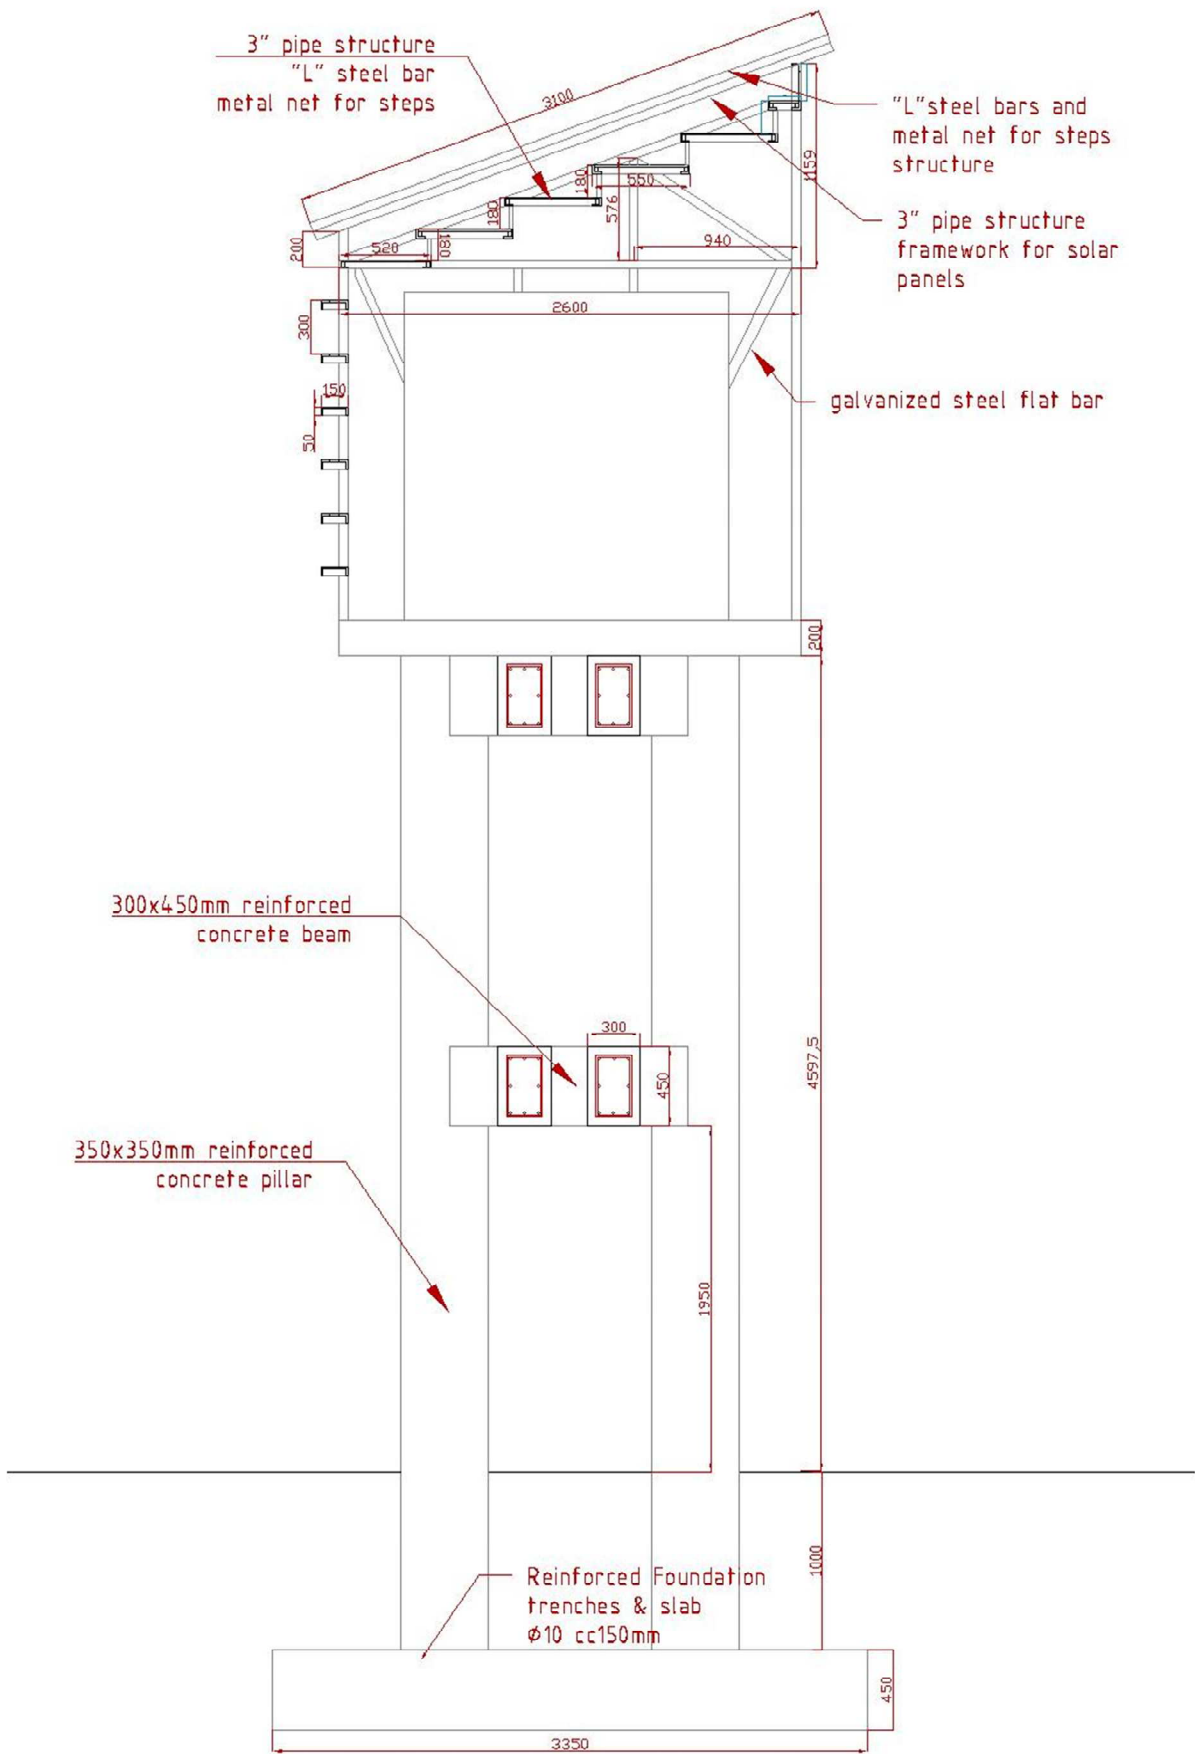 3" pipe structure
"L" steel bar
metal net for steps
3100
"L"steel bars and
metal net for steps
structure
3" pipe structure
framework for solar
panels
1159
180
550
576
180
180
940
200
520
2600
300
150
50
galvanized steel flat bar
200
300x450mm reinforced
concrete beam
300
450
4597,5
350x350mm reinforced
concrete pillar
1950
1000
Reinforced Foundation
trenches & slab
ϕ10 cc150mm
450
3350